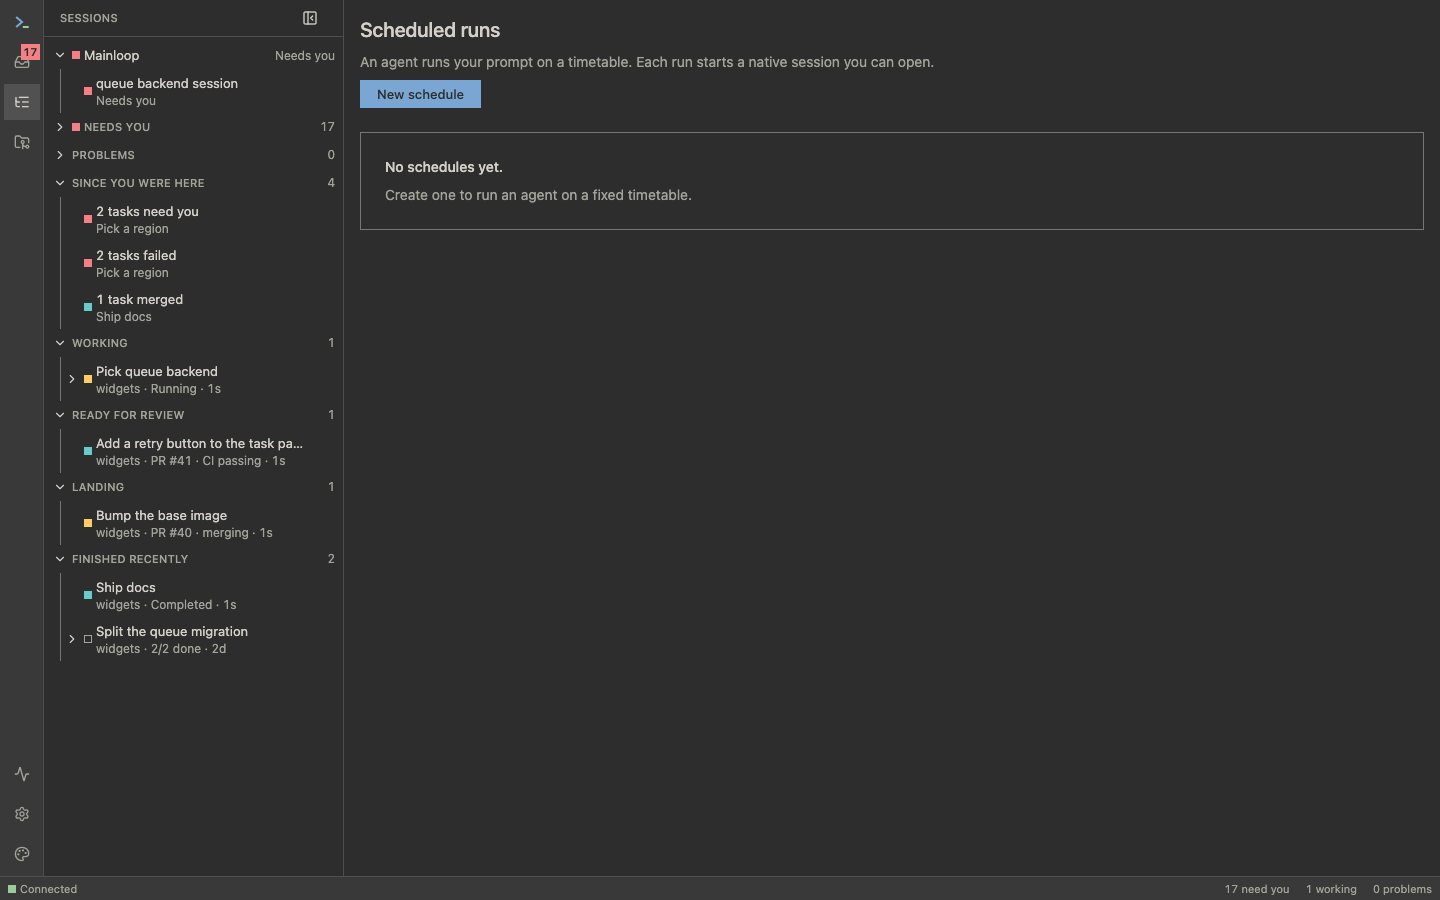 17
SESSIONS
Mainloop
Needs you
queue backend session
Needs you
NEEDS YOU
17
PROBLEMS
0
SINCE YOU WERE HERE
4
2 tasks need you
Pick a region
2 tasks failed
Pick a region
1 task merged
Ship docs
WORKING
1
Pick queue backend
widgets · Running · 1s
READY FOR REVIEW
1
Add a retry button to the task pa...
widgets · PR #41 · CI passing · 1s
LANDING
1
Bump the base image
widgets · PR #40 · merging · 1s
FINISHED RECENTLY
2
Ship docs
widgets · Completed · 1s
Split the queue migration
widgets · 2/2 done · 2d
Scheduled runs
An agent runs your prompt on a timetable. Each run starts a native session you can open.
New schedule
No schedules yet.
Create one to run an agent on a fixed timetable.
Connected
17 need you
1 working
0 problems